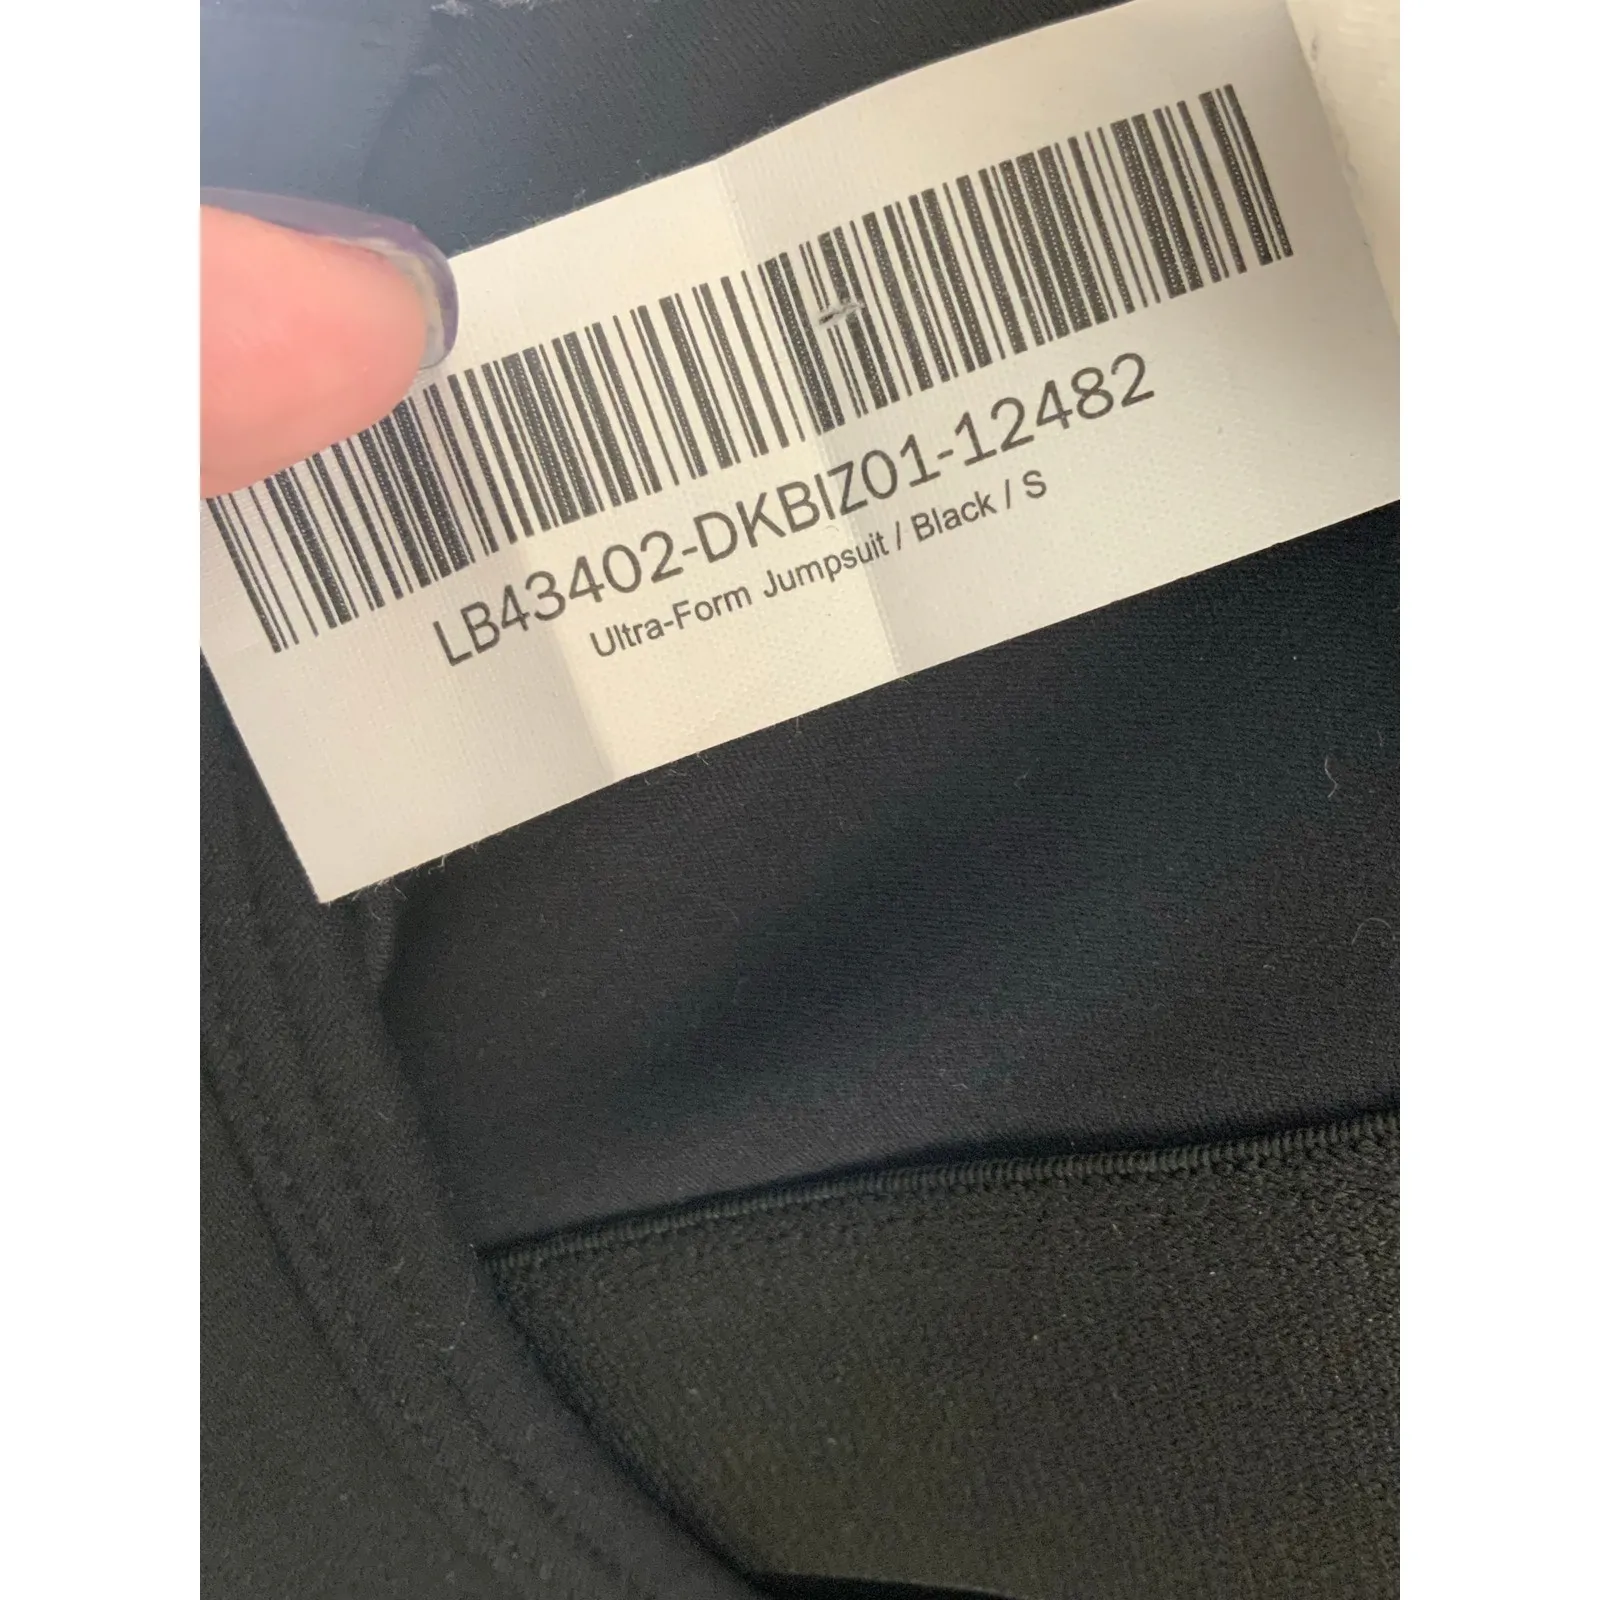 LB43402-DKBIZ01-12482
Ultra-Form Jumpsuit / Black / S